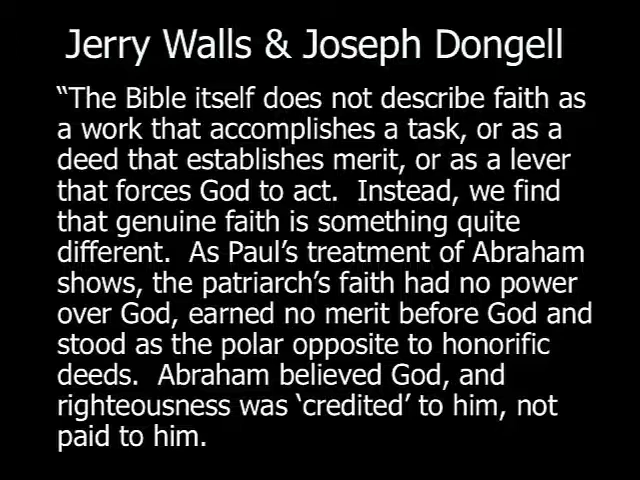 Jerry Walls & Joseph Dongell
“The Bible itself does not describe faith as
a work that accomplishes a task, or as a
deed that establishes merit, or as a lever
that forces God to act.  Instead, we find
that genuine faith is something quite
different.  As Paul’s treatment of Abraham
shows, the patriarch’s faith had no power
over God, earned no merit before God and
stood as the polar opposite to honorific
deeds.  Abraham believed God, and
righteousness was ‘credited’ to him, not
paid to him.